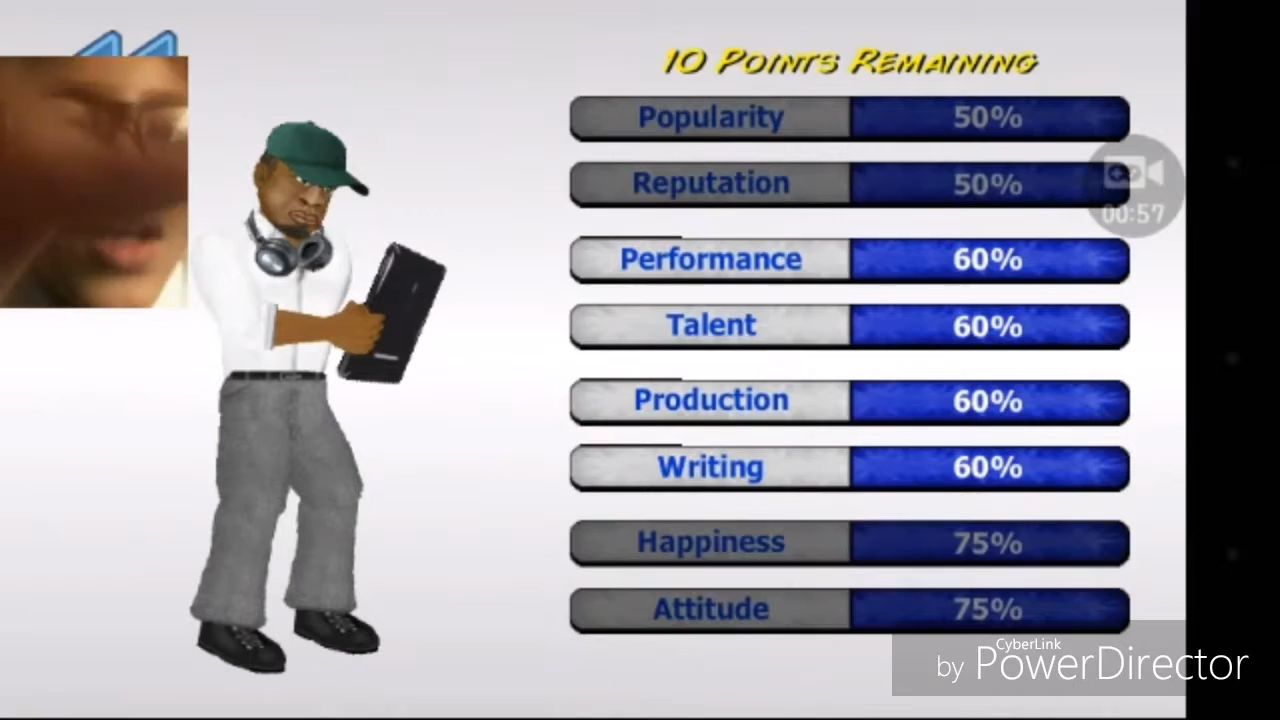 10 Points Remaining
Popularity 50%
Reputation 50%
00:57
Performance 60%
Talent 60%
Production 60%
Writing 60%
Happiness 75%
Attitude 75%
CyberLink
by PowerDirector